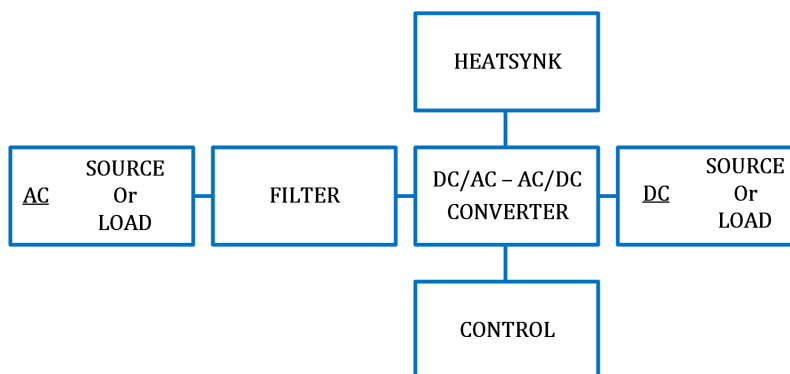 HEATSYNK
AC
SOURCE
Or
LOAD
FILTER
DC/AC – AC/DC
CONVERTER
DC
SOURCE
Or
LOAD
CONTROL